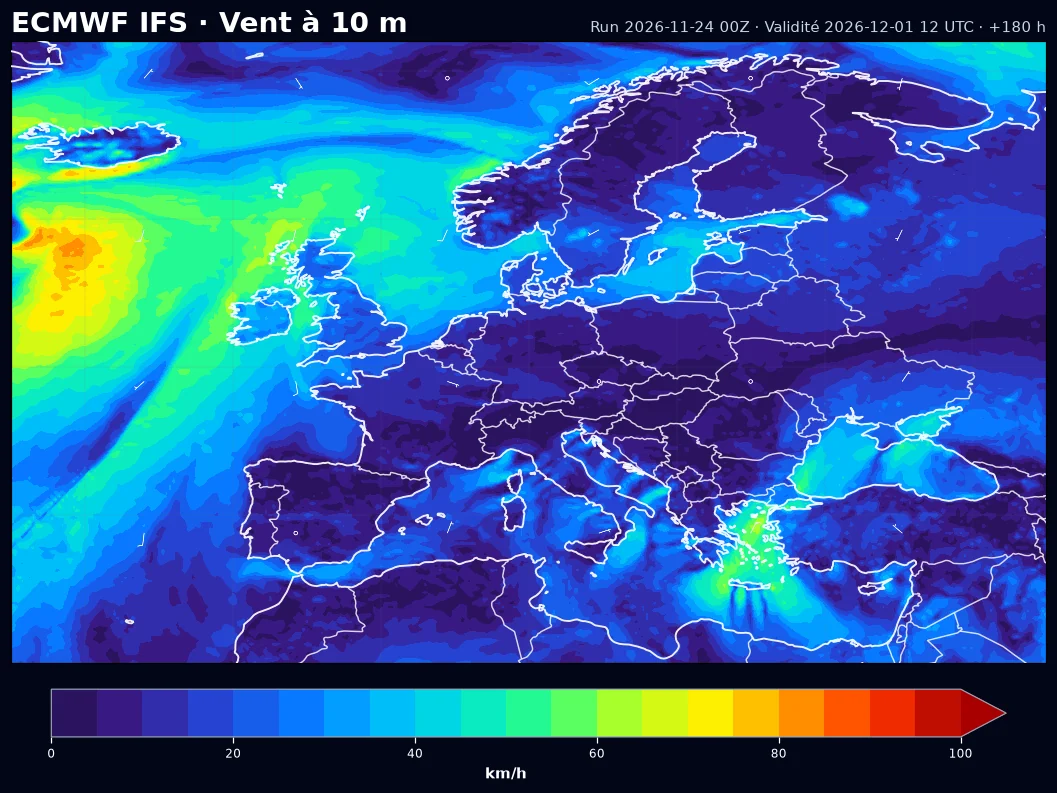 ECMWF IFS · Vent à 10 m
Run 2026-11-24 00Z · Validité 2026-12-01 12 UTC · +180 h
0 20 40 60 80 100
km/h